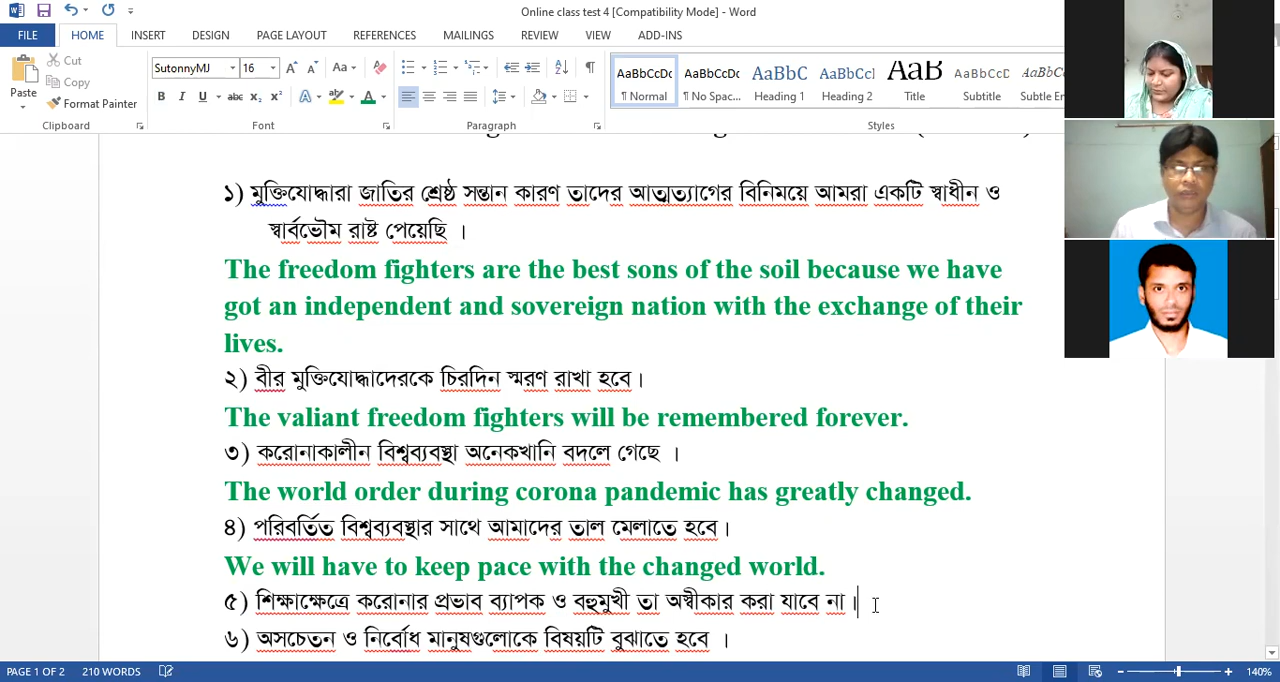 Online class test 4 [Compatibility Mode] - Word
FILE HOME INSERT DESIGN PAGE LAYOUT REFERENCES MAILINGS REVIEW VIEW ADD-INS
Cut
Copy
Format Painter
Paste
SutonnyMJ 16
AaBbCcDc AaBbCcDc AaBbC AaBbCcI AaB AaBbCcD AaBbCcD
¶ Normal ¶ No Spac... Heading 1 Heading 2 Title Subtitle Subtle En
Clipboard Font Paragraph Styles
১) মুক্তিযোদ্ধারা জাতির শ্রেষ্ঠ সন্তান কারণ তাদের আত্মত্যাগের বিনিময়ে আমরা একটি স্বাধীন ও
স্বার্বভৌম রাষ্ট পেয়েছি ।
The freedom fighters are the best sons of the soil because we have
got an independent and sovereign nation with the exchange of their
lives.
২) বীর মুক্তিযোদ্ধাদেরকে চিরদিন স্মরণ রাখা হবে।
The valiant freedom fighters will be remembered forever.
৩) করোনাকালীন বিশ্বব্যবস্থা অনেকখানি বদলে গেছে ।
The world order during corona pandemic has greatly changed.
৪) পরিবর্তিত বিশ্বব্যবস্থার সাথে আমাদের তাল মেলাতে হবে।
We will have to keep pace with the changed world.
৫) শিক্ষাক্ষেত্রে করোনার প্রভাব ব্যাপক ও বহুমুখী তা অস্বীকার করা যাবে না।
৬) অসচেতন ও নির্বোধ মানুষগুলোকে বিষয়টি বুঝাতে হবে ।
PAGE 1 OF 2 210 WORDS 140%